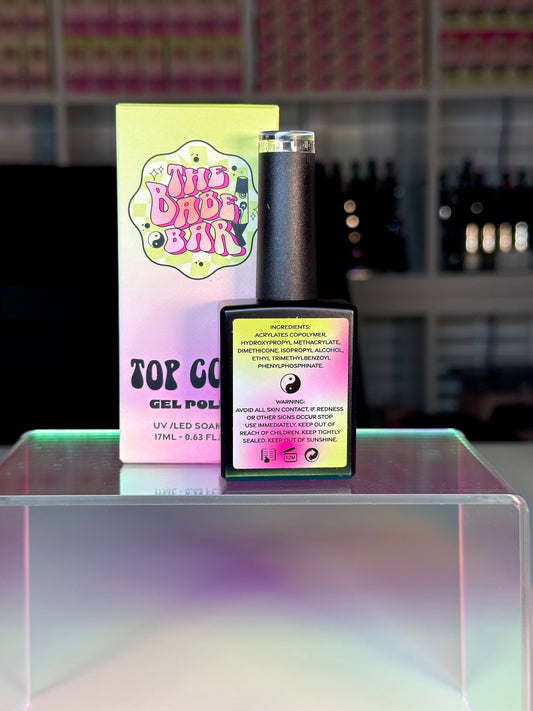 THE
BABE
BAR
TOP CO
GEL POLI
UV /LED SOAK
17ML - 0.63 FL.
INGREDIENTS:
ACRYLATES COPOLYMER,
HYDROXYPROPYL METHACRYLATE,
DIMETHICONE, ISOPROPYL ALCOHOL,
ETHYL TRIMETHYLBENZOYL
PHENYLPHOSPHINATE.
WARNING:
AVOID ALL SKIN CONTACT. IF REDNESS
OR OTHER SIGNS OCCUR STOP
USE IMMEDIATELY. KEEP OUT OF
REACH OF CHILDREN. KEEP TIGHTLY
SEALED. KEEP OUT OF SUNSHINE.
12M